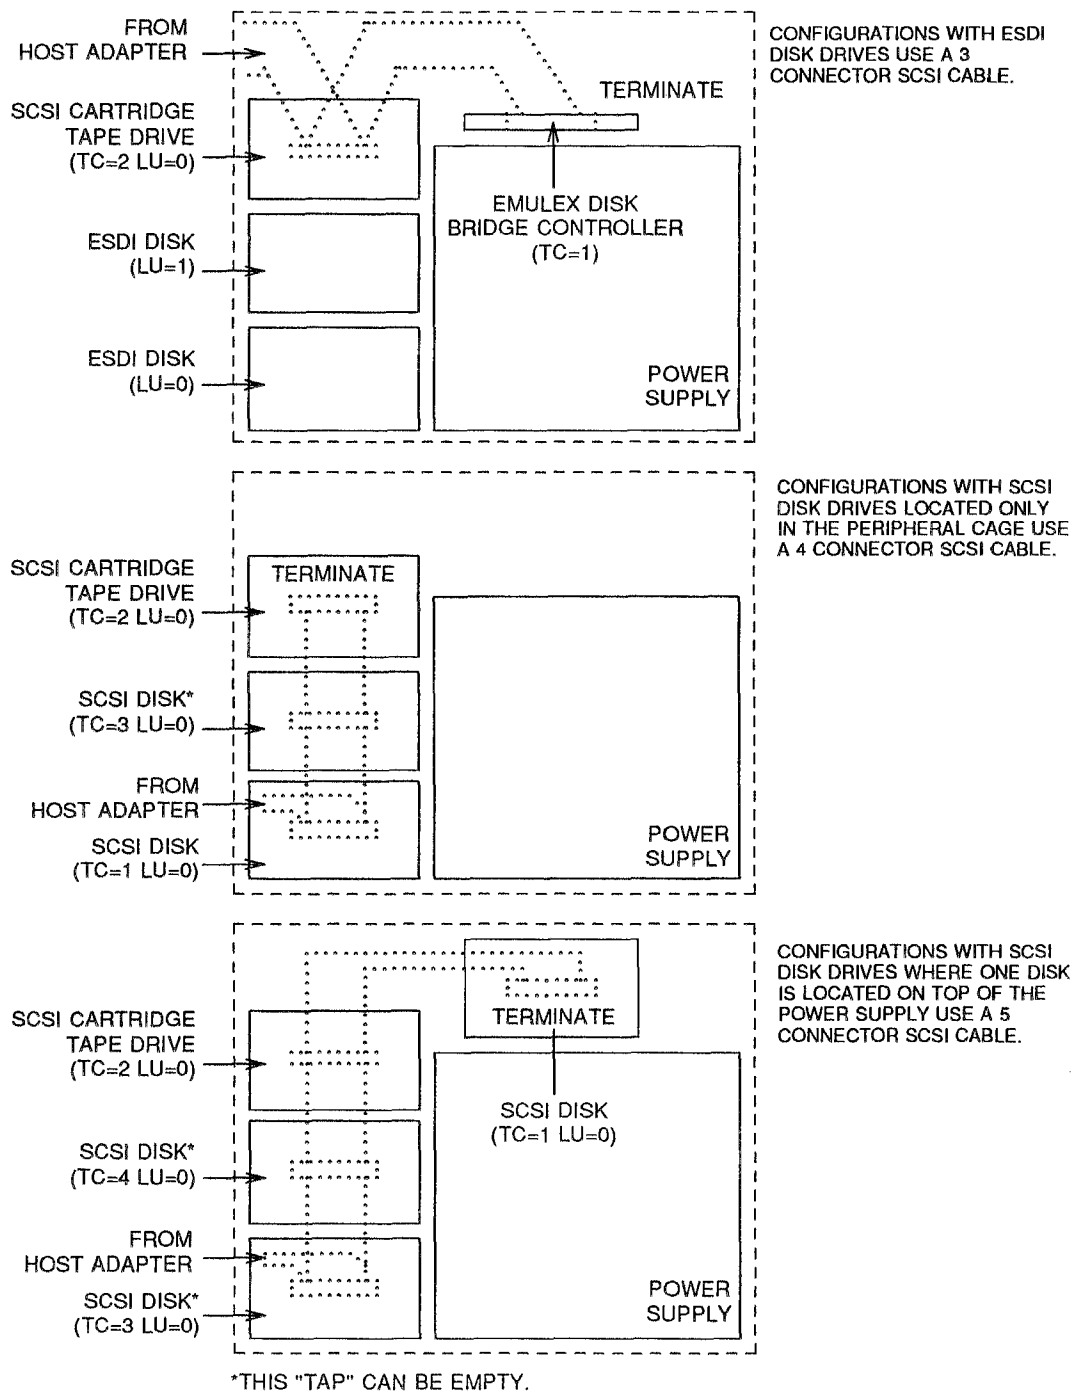 FROM
HOST ADAPTER
SCSI CARTRIDGE
TAPE DRIVE
(TC=2 LU=0)
ESDI DISK
(LU=1)
ESDI DISK
(LU=0)
TERMINATE
EMULEX DISK
BRIDGE CONTROLLER
(TC=1)
POWER
SUPPLY
CONFIGURATIONS WITH ESDI
DISK DRIVES USE A 3
CONNECTOR SCSI CABLE.
SCSI CARTRIDGE
TAPE DRIVE
(TC=2 LU=0)
SCSI DISK*
(TC=3 LU=0)
FROM
HOST ADAPTER
SCSI DISK
(TC=1 LU=0)
TERMINATE
POWER
SUPPLY
CONFIGURATIONS WITH SCSI
DISK DRIVES LOCATED ONLY
IN THE PERIPHERAL CAGE USE
A 4 CONNECTOR SCSI CABLE.
SCSI CARTRIDGE
TAPE DRIVE
(TC=2 LU=0)
SCSI DISK*
(TC=4 LU=0)
FROM
HOST ADAPTER
SCSI DISK*
(TC=3 LU=0)
TERMINATE
SCSI DISK
(TC=1 LU=0)
POWER
SUPPLY
CONFIGURATIONS WITH SCSI
DISK DRIVES WHERE ONE DISK
IS LOCATED ON TOP OF THE
POWER SUPPLY USE A 5
CONNECTOR SCSI CABLE.
*THIS "TAP" CAN BE EMPTY.